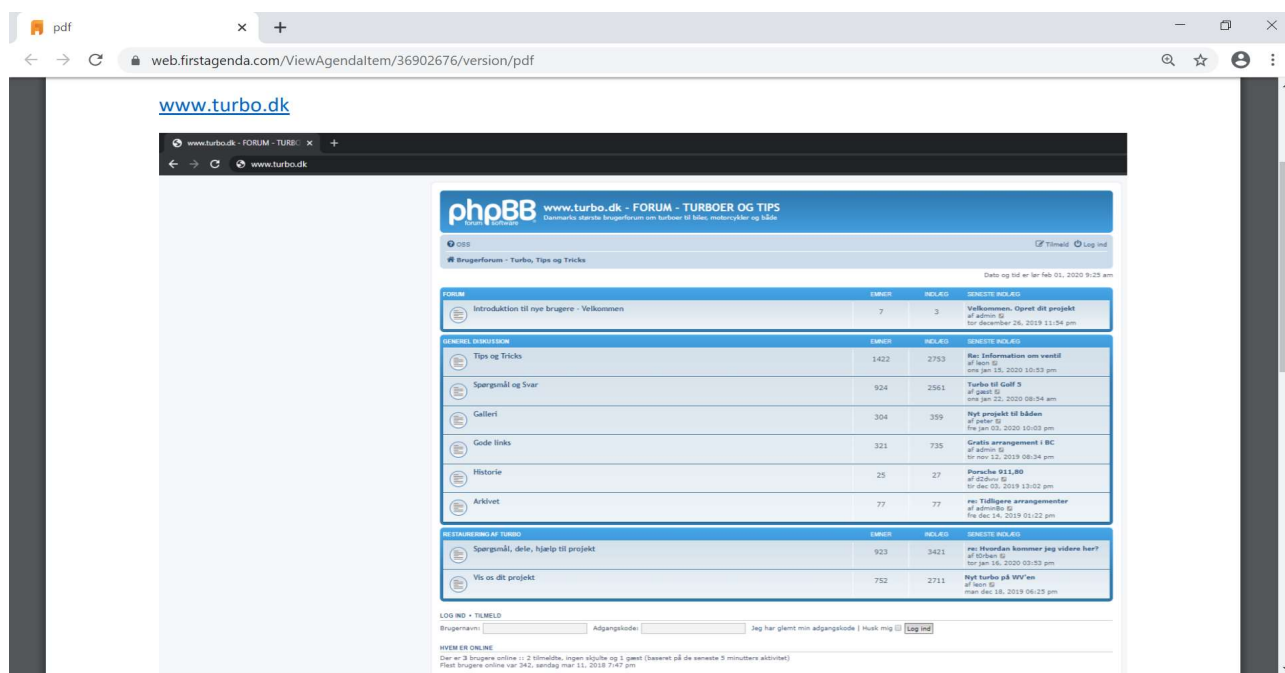 pdf
web.firstagenda.com/ViewAgendaItem/36902676/version/pdf
www.turbo.dk
www.turbo.dk - FORUM - TURBO
www.turbo.dk
phpBB
forum software
www.turbo.dk - FORUM - TURBOER OG TIPS
Danmarks største brugerforum om turboer til biler, motorcykler og både
OSS Tilmeld Log ind
Brugerforum - Turbo, Tips og Tricks
Dato og tid er lør feb 01, 2020 9:25 am
FORUM EMNER INDLÆG SENESTE INDLÆG
Introduktion til nye brugere - Velkommen 7 3 Velkommen. Opret dit projekt
af admin
tor december 26, 2019 11:54 pm
GENEREL DISKUSSION EMNER INDLÆG SENESTE INDLÆG
Tips og Tricks 1422 2753 Re: Information om ventil
af leon
ons jan 15, 2020 10:53 pm
Spørgsmål og Svar 924 2561 Turbo til Golf 5
af gæst
ons jan 22, 2020 08:54 am
Galleri 304 359 Nyt projekt til båden
af peter
fre jan 03, 2020 10:03 pm
Gode links 321 735 Gratis arrangement i BC
af admin
tir nov 12, 2019 08:34 pm
Historie 25 27 Porsche 911,80
af d2dvw
tir dec 03, 2019 13:02 pm
Arkivet 77 77 re: Tidligere arrangementer
af adminBo
fre dec 14, 2019 01:22 pm
RESTAURERING AF TURBO EMNER INDLÆG SENESTE INDLÆG
Spørgsmål, dele, hjælp til projekt 923 3421 re: Hvordan kommer jeg videre her?
af t0rben
tor jan 16, 2020 03:53 pm
Vis os dit projekt 752 2711 Nyt turbo på WV'en
af leon
man dec 18, 2019 06:25 pm
LOG IND • TILMELD
Brugernavn: Adgangskode: Jeg har glemt min adgangskode | Husk mig Log ind
HVEM ER ONLINE
Der er 3 brugere online :: 2 tilmeldte, ingen skjulte og 1 gæst (baseret på de seneste 5 minutters aktivitet)
Flest brugere online var 342, søndag mar 11, 2018 7:47 pm